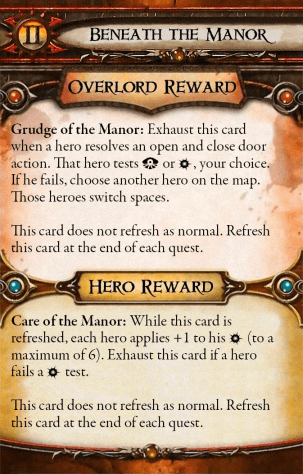 II
Beneath the Manor
Overlord Reward
Grudge of the Manor: Exhaust this card
when a hero resolves an open and close door
action. That hero tests or , your choice.
If he fails, choose another hero on the map.
Those heroes switch spaces.
This card does not refresh as normal. Refresh
this card at the end of each quest.
Hero Reward
Care of the Manor: While this card is
refreshed, each hero applies +1 to his (to a
maximum of 6). Exhaust this card if a hero
fails a test.
This card does not refresh as normal. Refresh
this card at the end of each quest.